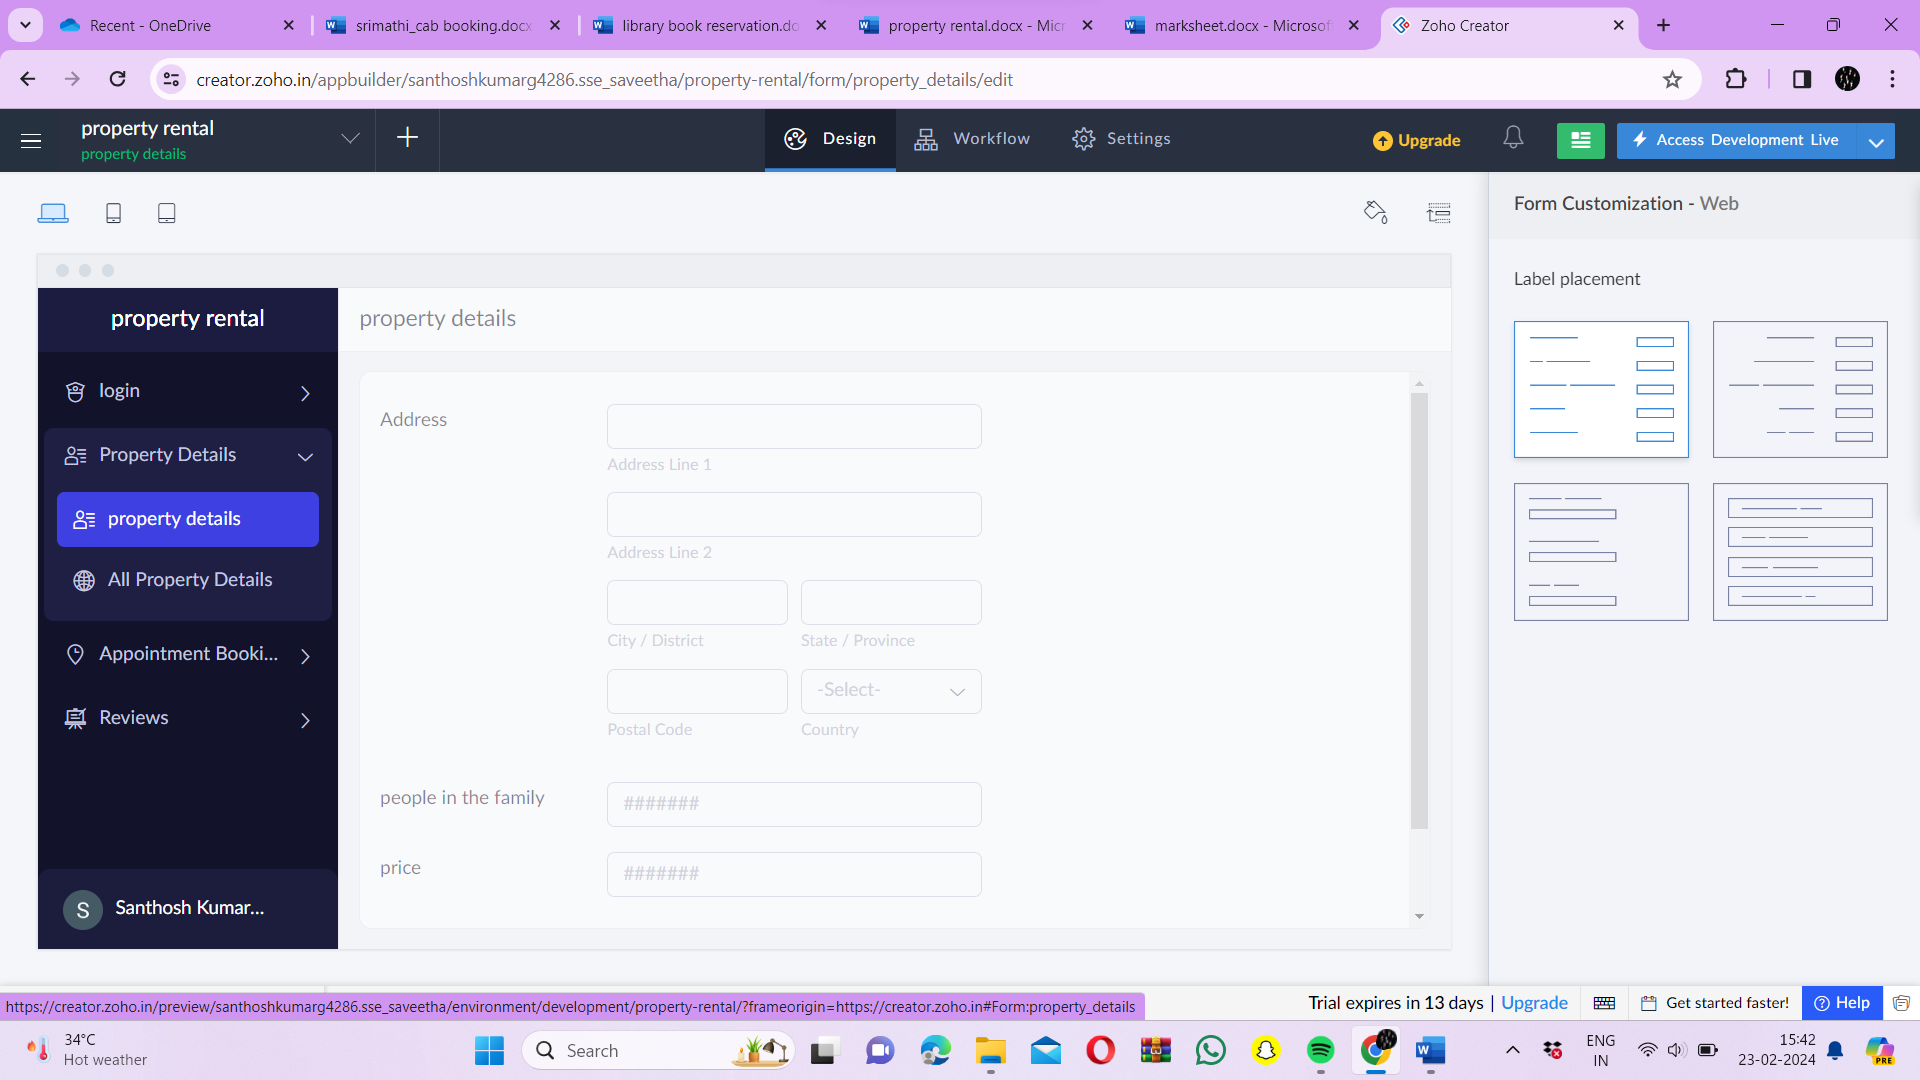 Recent - OneDrive
srimathi_cab booking.docx
library book reservation.do
property rental.docx - Micr
marksheet.docx - Microsof
Zoho Creator
creator.zoho.in/appbuilder/santhoshkumarg4286.sse_saveetha/property-rental/form/property_details/edit
property rental
property details
Design
Workflow
Settings
Upgrade
Access Development Live
Form Customization - Web
Label placement
property rental
login
Property Details
property details
All Property Details
Appointment Booki...
Reviews
S
Santhosh Kumar...
property details
Address
Address Line 1
Address Line 2
City / District
State / Province
-Select-
Postal Code
Country
people in the family
#######
price
#######
https://creator.zoho.in/preview/santhoshkumarg4286.sse_saveetha/environment/development/property-rental/?frameorigin=https://creator.zoho.in#Form:property_details
Trial expires in 13 days | Upgrade
Get started faster!
Help
34°C
Hot weather
Search
ENG
IN
15:42
23-02-2024
PRE